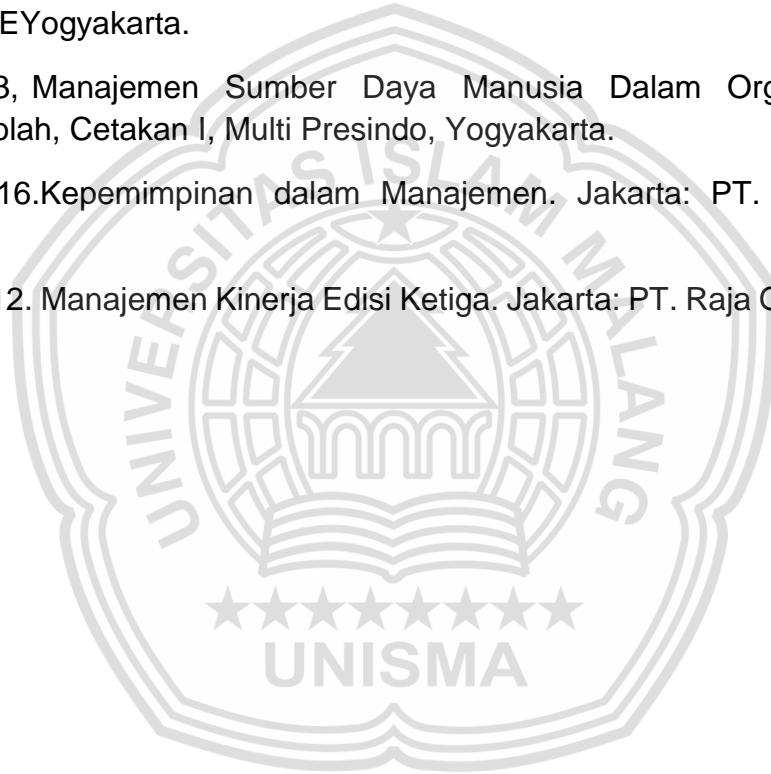 EYogyakarta.
3, Manajemen Sumber Daya Manusia Dalam Org
olah, Cetakan I, Multi Presindo, Yogyakarta.
16.Kepemimpinan dalam Manajemen. Jakarta: PT.
12. Manajemen Kinerja Edisi Ketiga. Jakarta: PT. Raja
UNIVERSITAS ISLAM MALANG
UNISMA